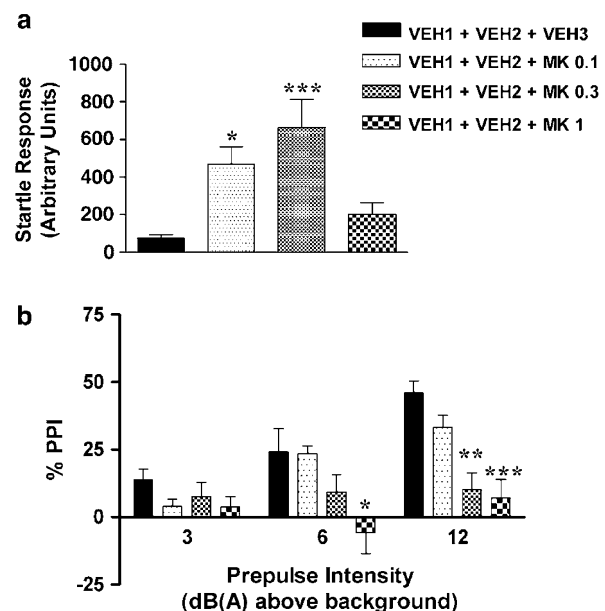 a
VEH1 + VEH2 + VEH3
VEH1 + VEH2 + MK 0.1
VEH1 + VEH2 + MK 0.3
VEH1 + VEH2 + MK 1
Startle Response
(Arbitrary Units)
1000
800
600
400
200
0
*
***
b
% PPI
75
50
25
0
-25
*
**
***
3 6 12
Prepulse Intensity
(dB(A) above background)